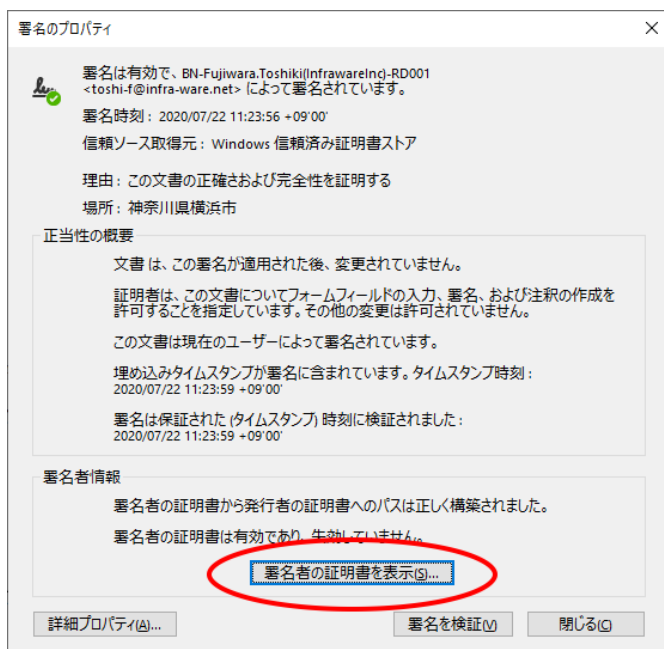 署名のプロパティ
署名は有効で、BN-Fujiwara.Toshiki(InfrawareInc)-RD001
<toshi-f@infra-ware.net> によって署名されています。
署名時刻 : 2020/07/22 11:23:56 +09'00'
信頼ソース取得元 : Windows 信頼済み証明書ストア
理由 : この文書の正確さおよび完全性を証明する
場所 : 神奈川県横浜市
正当性の概要
文書 は、この署名が適用された後、変更されていません。
証明者は、この文書についてフォームフィールドの入力、署名、および注釈の作成を
許可することを指定しています。その他の変更は許可されていません。
この文書は現在のユーザーによって署名されています。
埋め込みタイムスタンプが署名に含まれています。タイムスタンプ時刻 :
2020/07/22 11:23:59 +09'00'
署名は保証された (タイムスタンプ) 時刻に検証されました :
2020/07/22 11:23:59 +09'00'
署名者情報
署名者の証明書から発行者の証明書へのパスは正しく構築されました。
署名者の証明書は有効であり、失効していません。
署名者の証明書を表示(S)...
詳細プロパティ(A)...
署名を検証(V)
閉じる(C)